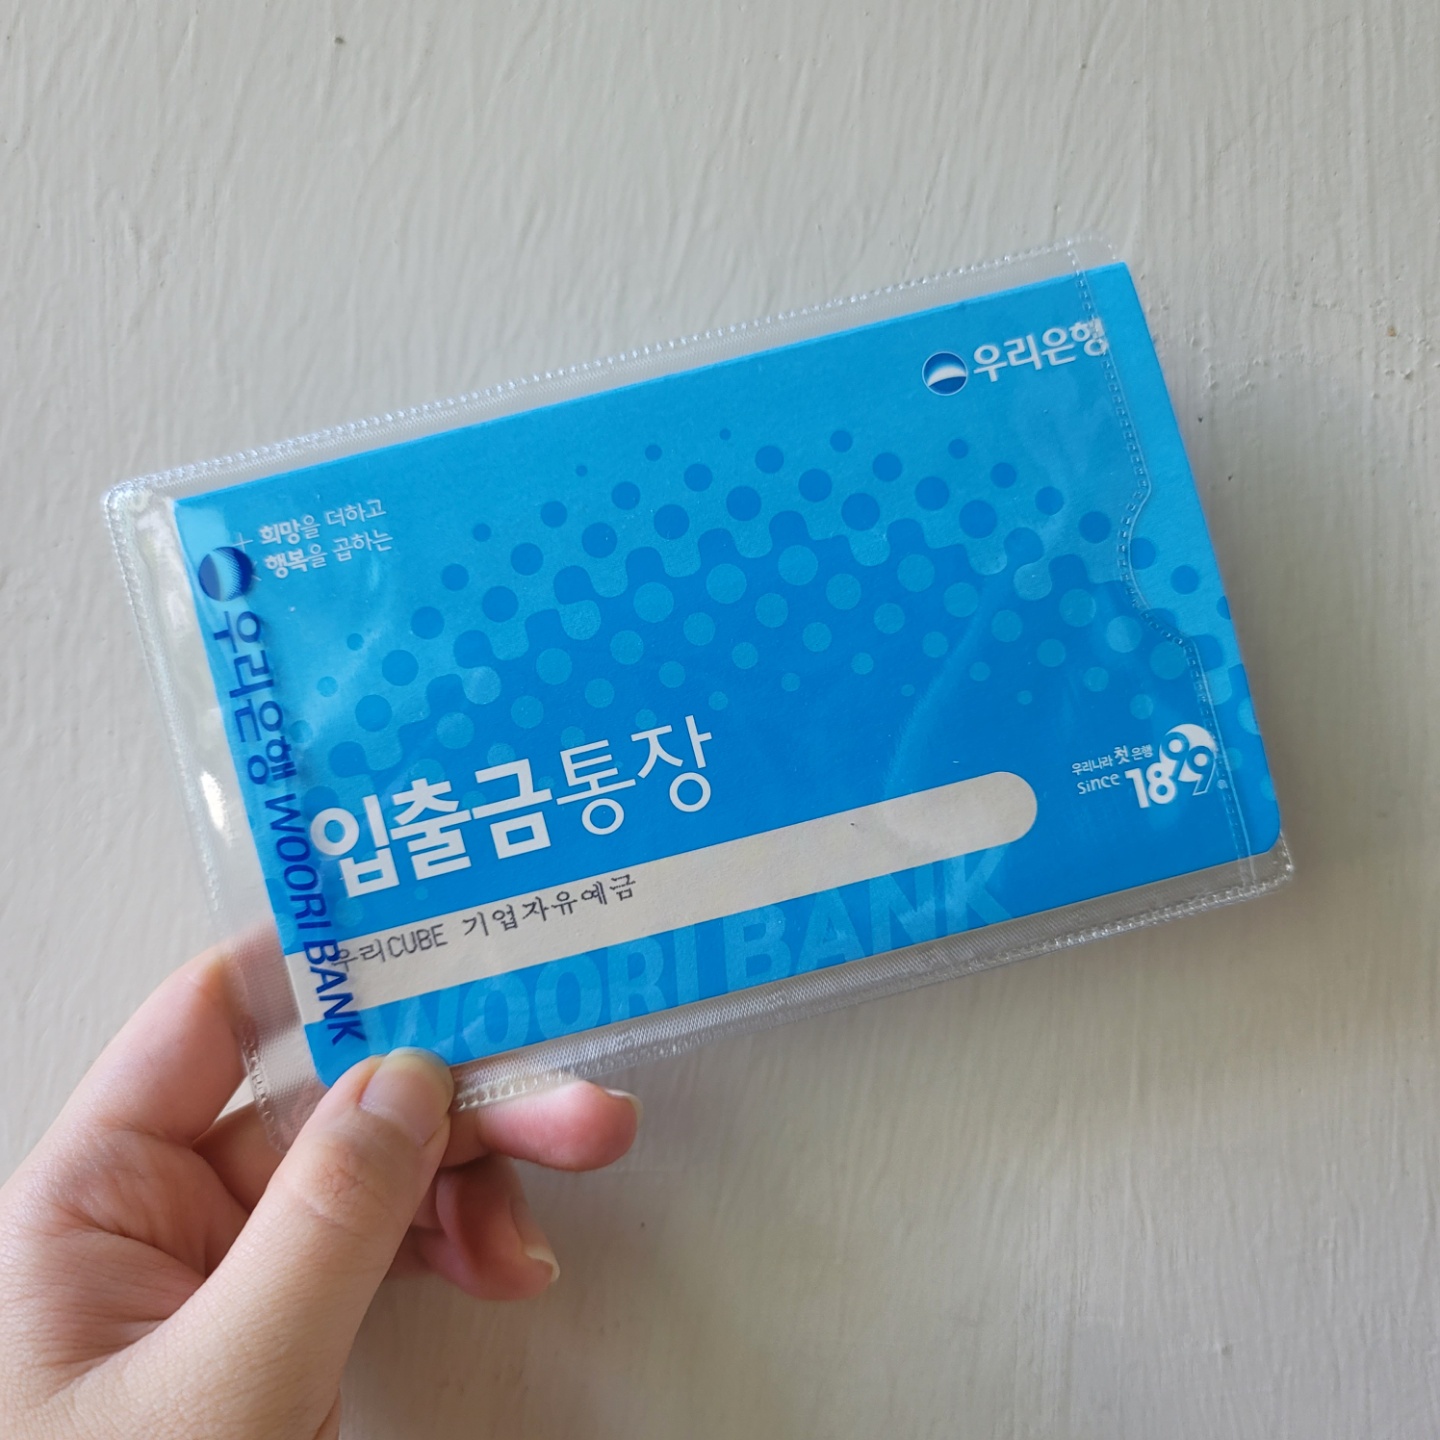 우리은행
+ 희망을 더하고
× 행복을 곱하는
우리은행 WOORI BANK
입출금통장
우리나라 첫 은행
since 1899
우리CUBE 기업자유예금
WOORI BANK